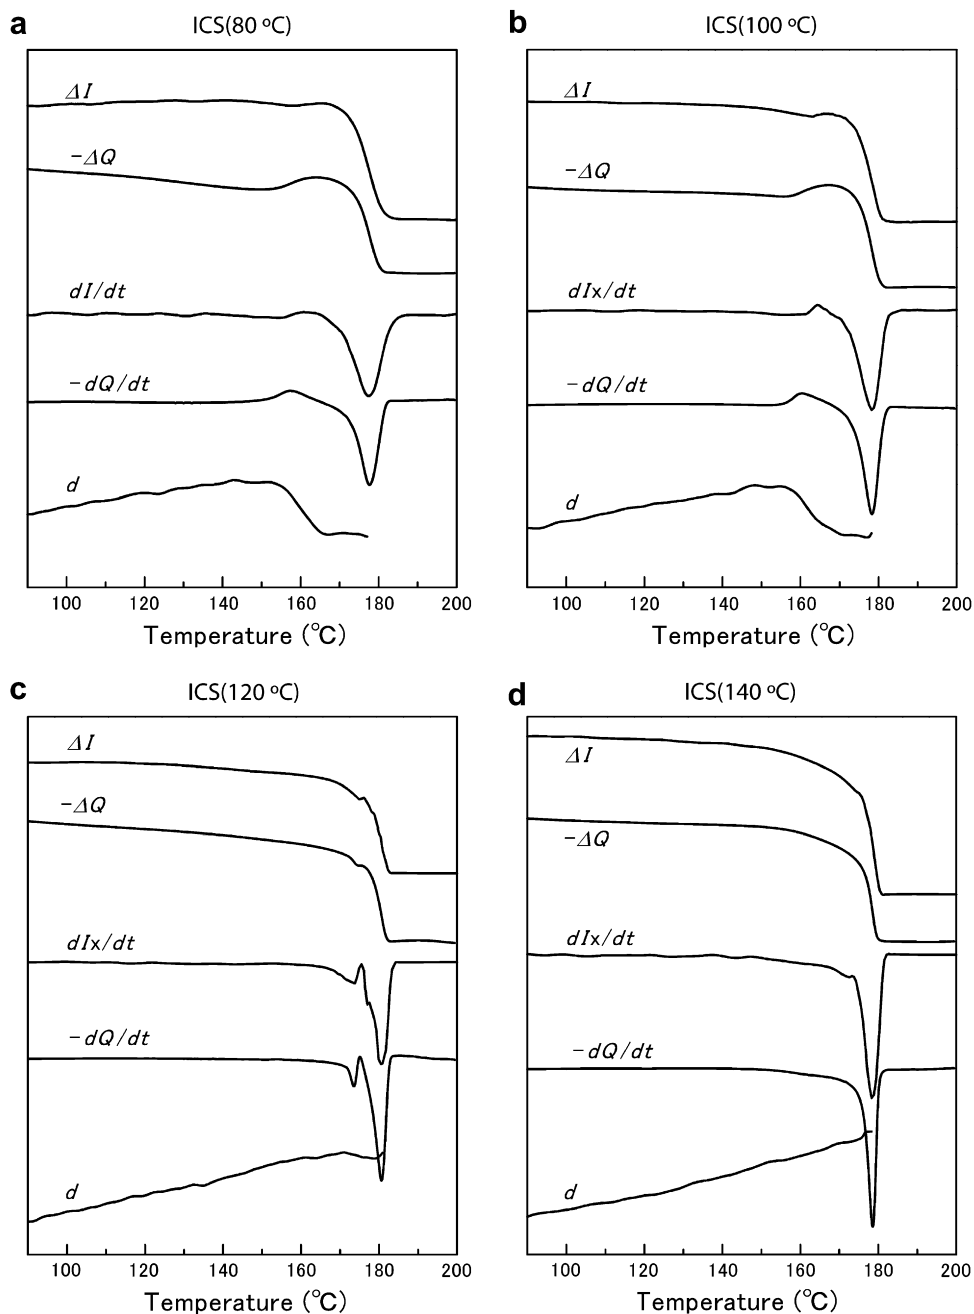 a
ICS(80 °C)
ΔI
-ΔQ
dI/dt
-dQ/dt
d
100 120 140 160 180 200
Temperature (℃)
b
ICS(100 °C)
ΔI
-ΔQ
dIx/dt
-dQ/dt
d
100 120 140 160 180 200
Temperature (℃)
c
ICS(120 °C)
ΔI
-ΔQ
dIx/dt
-dQ/dt
d
100 120 140 160 180 200
Temperature (℃)
d
ICS(140 °C)
ΔI
-ΔQ
dIx/dt
-dQ/dt
d
100 120 140 160 180 200
Temperature (℃)